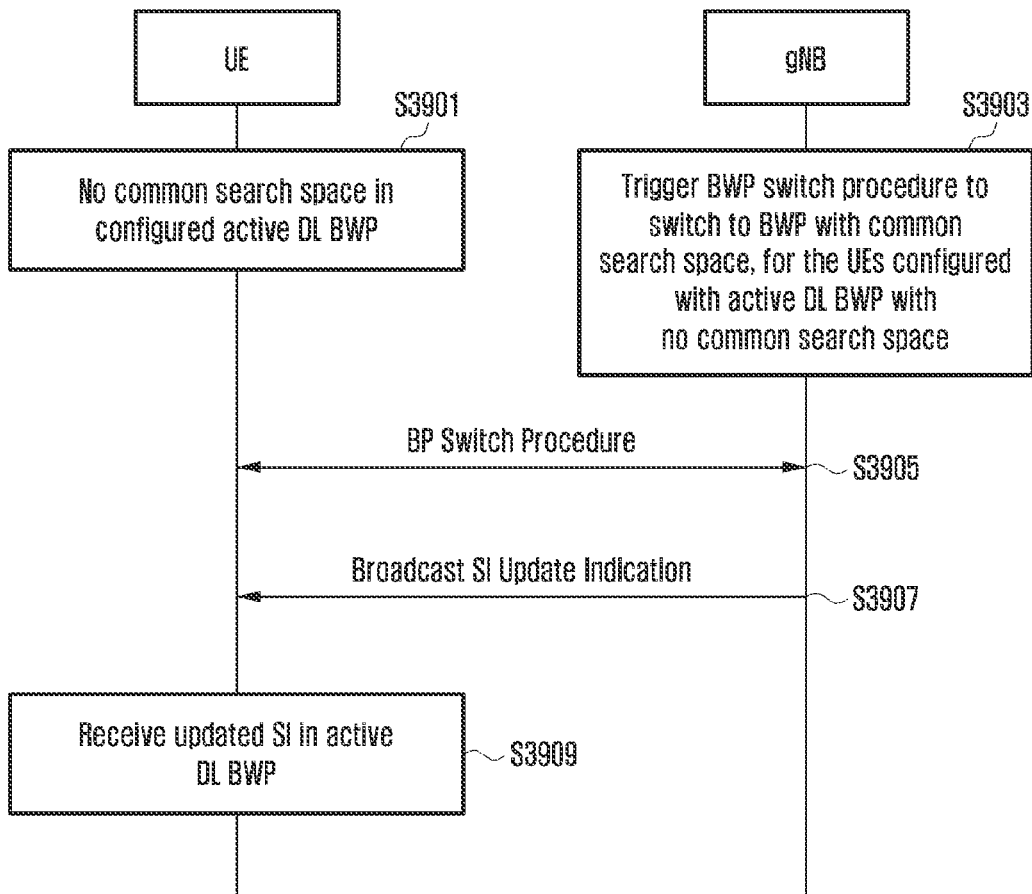 UE
gNB
S3901
S3903
No common search space in
configured active DL BWP
Trigger BWP switch procedure to
switch to BWP with common
search space, for the UEs configured
with active DL BWP with
no common search space
BP Switch Procedure
S3905
Broadcast SI Update Indication
S3907
Receive updated SI in active
DL BWP
S3909